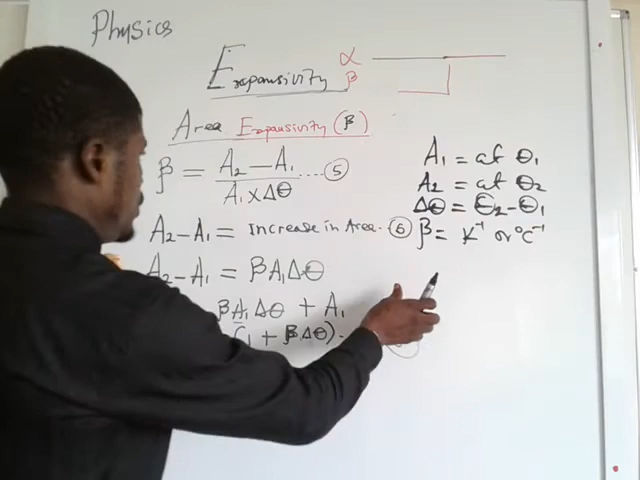 Physics
Expansivity α
β
Area Expansivity (β)
β = A₂ – A₁ / A₁ × Δθ ....⑤
A₂ – A₁ = Increase in Area. – ⑥
A₂ – A₁ = βA₁Δθ
βA₁Δθ + A₁
(1 + βΔθ).
A₁ = at θ₁
A₂ = at θ₂
Δθ = θ₂ – θ₁
β = K⁻¹ or °C⁻¹